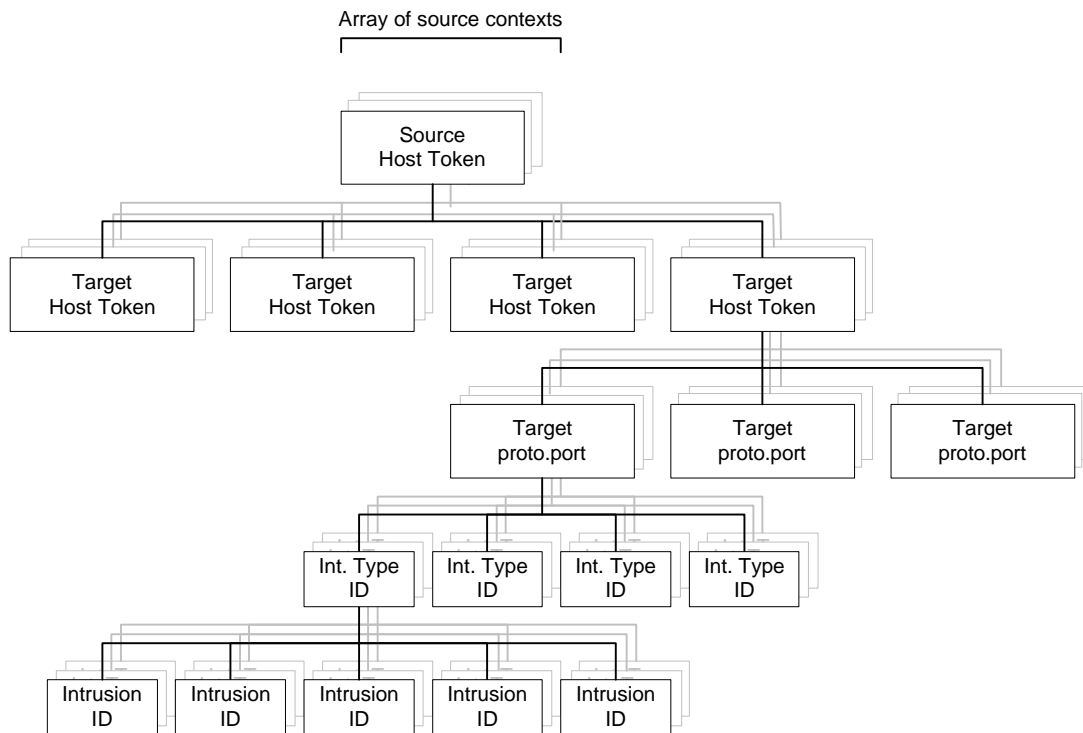 Array of source contexts
Source
Host Token
Target
Host Token
Target
Host Token
Target
Host Token
Target
Host Token
Target
proto.port
Target
proto.port
Target
proto.port
Int. Type
ID
Int. Type
ID
Int. Type
ID
Int. Type
ID
Intrusion
ID
Intrusion
ID
Intrusion
ID
Intrusion
ID
Intrusion
ID